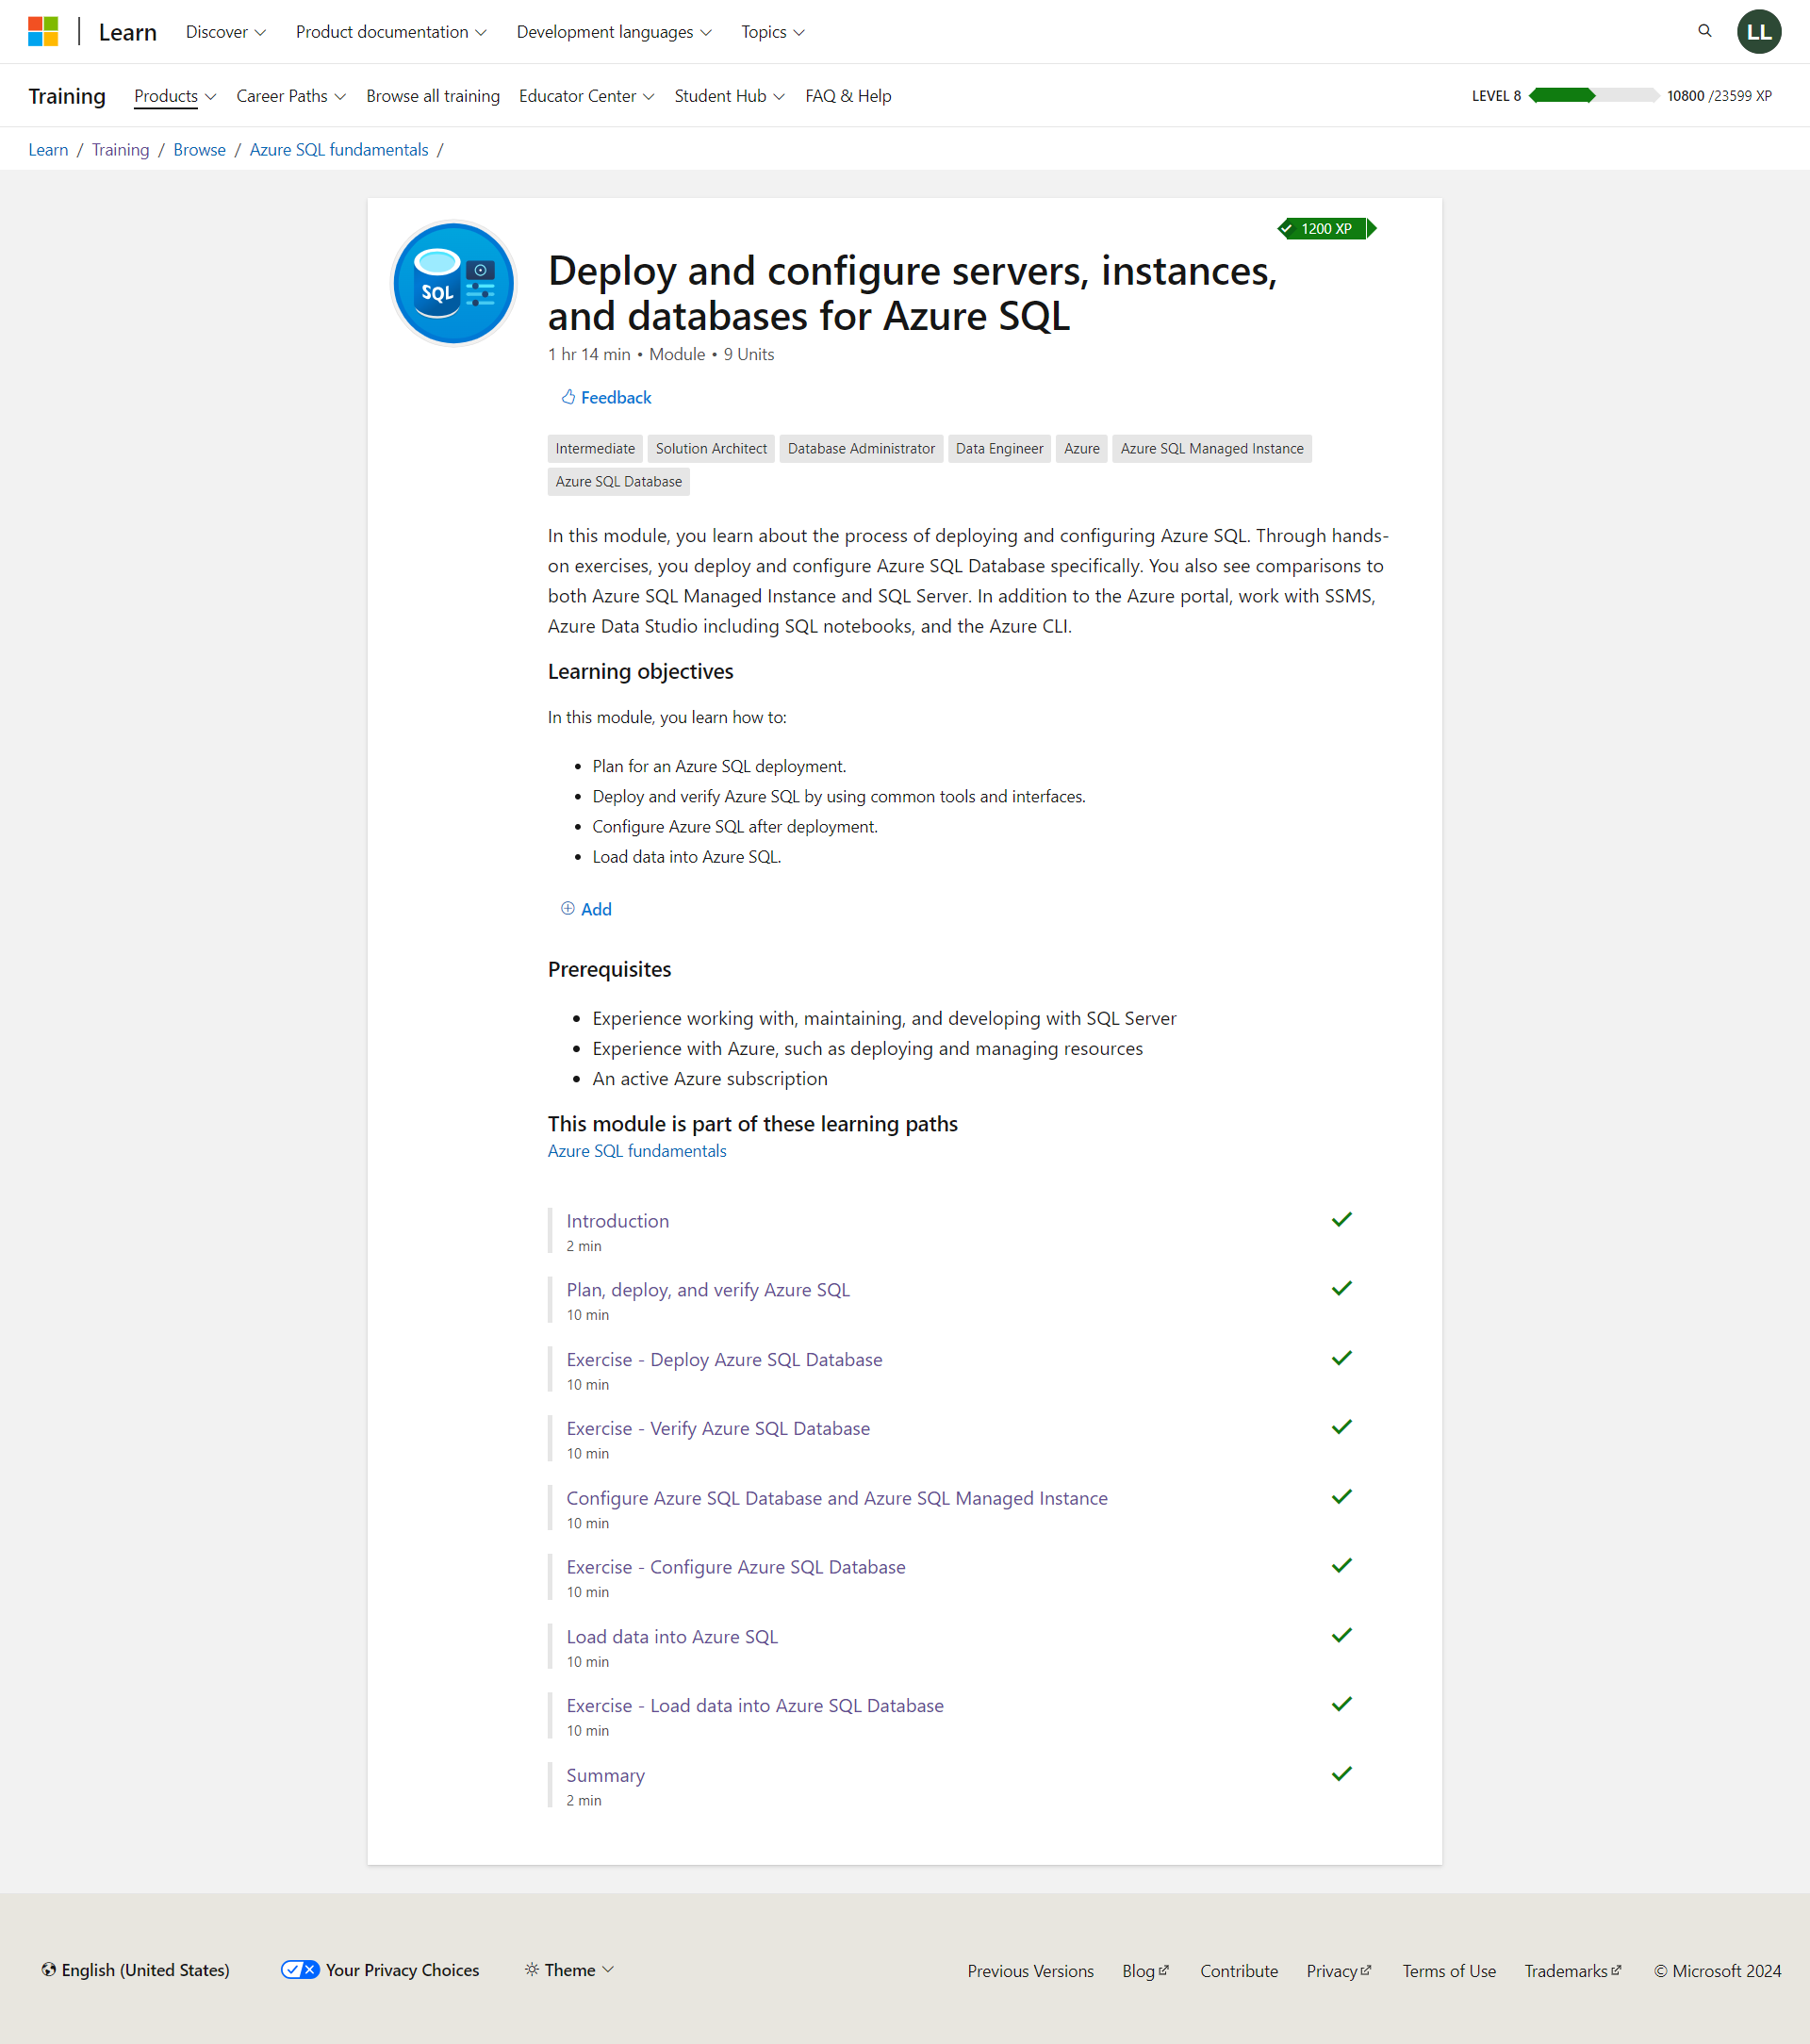 Learn Discover Product documentation Development languages Topics LL
Training Products Career Paths Browse all training Educator Center Student Hub FAQ & Help LEVEL 8 10800 /23599 XP
Learn / Training / Browse / Azure SQL fundamentals /
1200 XP
SQL
Deploy and configure servers, instances,
and databases for Azure SQL
1 hr 14 min • Module • 9 Units
Feedback
Intermediate Solution Architect Database Administrator Data Engineer Azure Azure SQL Managed Instance
Azure SQL Database
In this module, you learn about the process of deploying and configuring Azure SQL. Through hands-
on exercises, you deploy and configure Azure SQL Database specifically. You also see comparisons to
both Azure SQL Managed Instance and SQL Server. In addition to the Azure portal, work with SSMS,
Azure Data Studio including SQL notebooks, and the Azure CLI.
Learning objectives
In this module, you learn how to:
• Plan for an Azure SQL deployment.
• Deploy and verify Azure SQL by using common tools and interfaces.
• Configure Azure SQL after deployment.
• Load data into Azure SQL.
Add
Prerequisites
• Experience working with, maintaining, and developing with SQL Server
• Experience with Azure, such as deploying and managing resources
• An active Azure subscription
This module is part of these learning paths
Azure SQL fundamentals
Introduction
2 min
Plan, deploy, and verify Azure SQL
10 min
Exercise - Deploy Azure SQL Database
10 min
Exercise - Verify Azure SQL Database
10 min
Configure Azure SQL Database and Azure SQL Managed Instance
10 min
Exercise - Configure Azure SQL Database
10 min
Load data into Azure SQL
10 min
Exercise - Load data into Azure SQL Database
10 min
Summary
2 min
English (United States) Your Privacy Choices Theme Previous Versions Blog Contribute Privacy Terms of Use Trademarks © Microsoft 2024